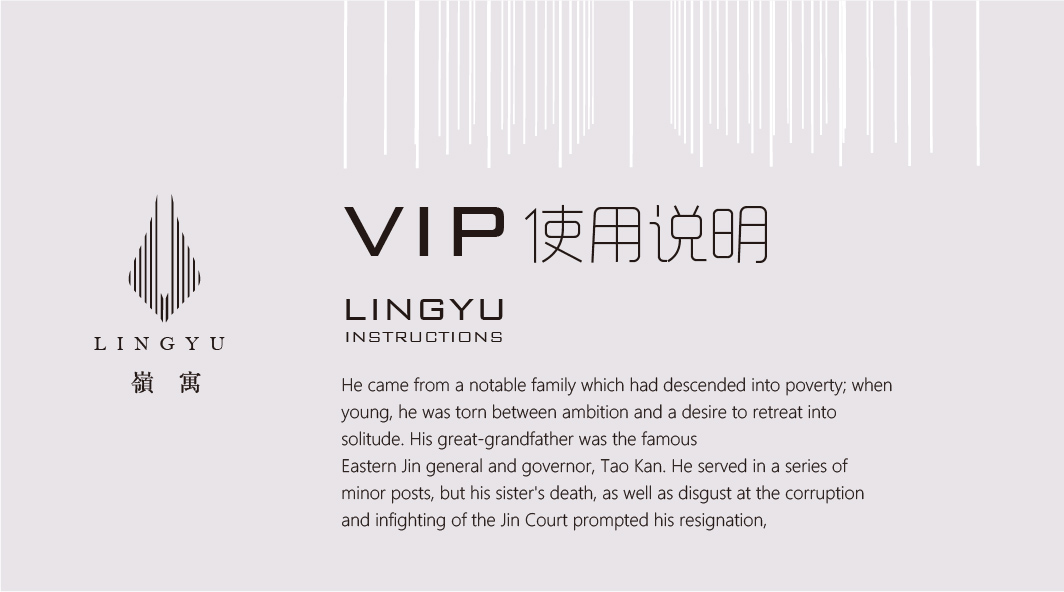 VIP 使用说明
LINGYU
INSTRUCTIONS
LINGYU
嶺寓
He came from a notable family which had descended into poverty; when
young, he was torn between ambition and a desire to retreat into
solitude. His great-grandfather was the famous
Eastern Jin general and governor, Tao Kan. He served in a series of
minor posts, but his sister's death, as well as disgust at the corruption
and infighting of the Jin Court prompted his resignation,